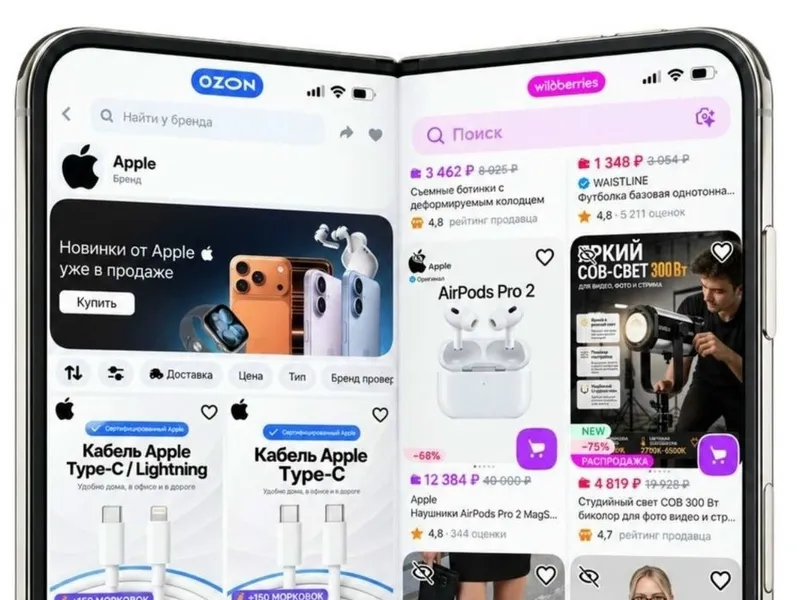 OZON
Найти у бренда
Apple
Бренд
Новинки от Apple
уже в продаже
Купить
Доставка
Цена
Тип
Бренд провер
Сертифицированный Apple
Кабель Apple
Type-C / Lightning
Удобно дома, в офисе и в дороге
+150 МОРКОВОК
Сертифицированный Apple
Кабель Apple
Type-C
Удобно дома, в офисе и в дороге
+150 МОРКОВОК
wildberries
Поиск
3 462 ₽ 8 025 ₽
Съемные ботинки с
деформируемым колодцем
4,8 рейтинг продавца
1 348 ₽ 3 054 ₽
WAISTLINE
Футболка базовая однотонна...
4,8 · 5 211 оценок
Apple
Оригинал
AirPods Pro 2
-68%
12 384 ₽ 40 000 ₽
Apple
Наушники AirPods Pro 2 MagS...
4,8 · 344 оценки
ЯРКИЙ
COB-СВЕТ 300 Вт
ДЛЯ ВИДЕО, ФОТО И СТРИМА
NEW
-75%
РАСПРОДАЖА
2700K-6500K
4 819 ₽ 19 928 ₽
Студийный свет COB 300 Вт
биколор для фото видео и стр...
4,7 рейтинг продавца